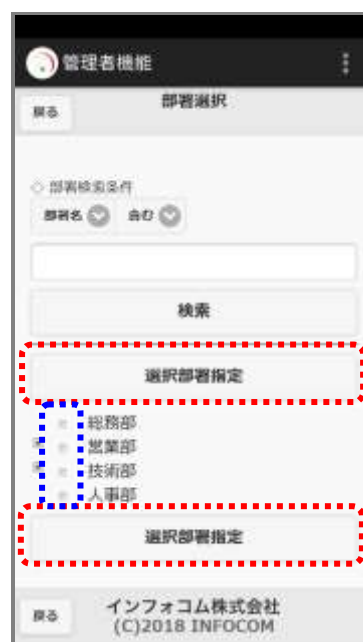 管理者機能
戻る 部署選択
◇ 部署検索条件
部署名 含む
検索
選択部署指定
総務部
営業部
技術部
人事部
選択部署指定
戻る インフォコム株式会社
(C)2018 INFOCOM